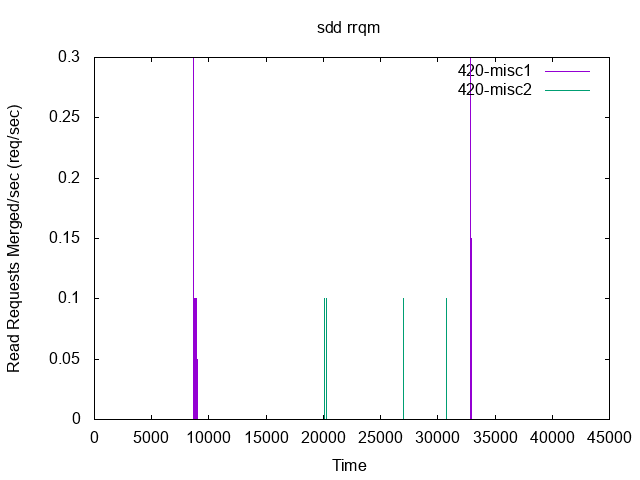 sdd rrqm
420-misc1
420-misc2
Read Requests Merged/sec (req/sec)
0.3
0.25
0.2
0.15
0.1
0.05
0
0 5000 10000 15000 20000 25000 30000 35000 40000 45000
Time